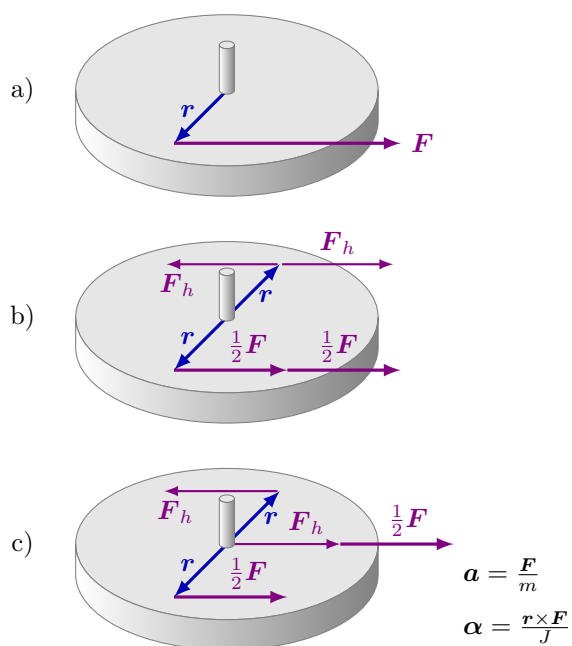 a)
r
F
F_h
F_h
b)
r
r
½F ½F
½F
c)
F_h
r
F_h
r
½F
a = F/m
α = r×F/J